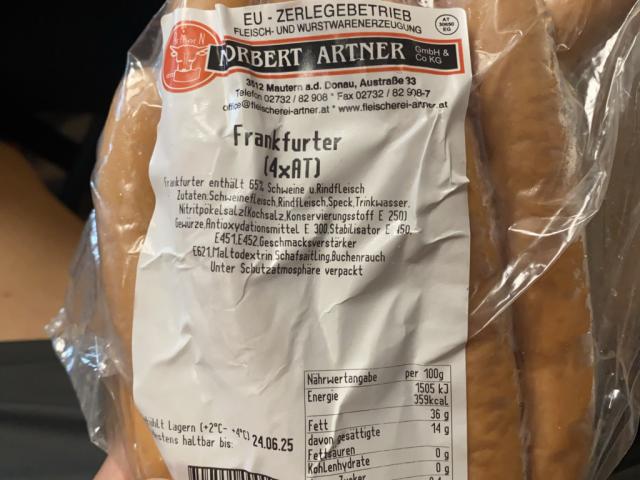 EU - ZERLEGEBETRIEB
FLEISCH- UND WURSTWARENERZEUGUNG
AT
30650
EG
NORBERT ARTNER GmbH & Co KG
3512 Mautern a.d. Donau, Austraße 33
Telefon 02732 / 82 908 * Fax 02732 / 82 908-7
office@fleischerei-artner.at * www.fleischerei-artner.at
Frankfurter
(4xAT)
Frankfurter enthält 65% Schweine u.Rindfleisch
Zutaten:Schweinefleisch,Rindfleisch,Speck,Trinkwasser,
Nitritpökelsalz(Kochsalz,Konservierungsstoff E 250)
Gewürze,Antioxydationsmittel E 300,Stabilisator E 450,
E451,E452,Geschmacksverstärker
E621,Maltodextrin,Schafsaitling,Buchenrauch
Unter Schutzatmosphäre verpackt
Nährwertangabe per 100g
Energie 1505 kJ
359kcal
Fett 36 g
davon gesättigte 14 g
Fettsäuren
Kohlenhydrate 0 g
Zucker 0 g
Lagern (+2°C- +4°C)
haltbar bis: 24.06.25